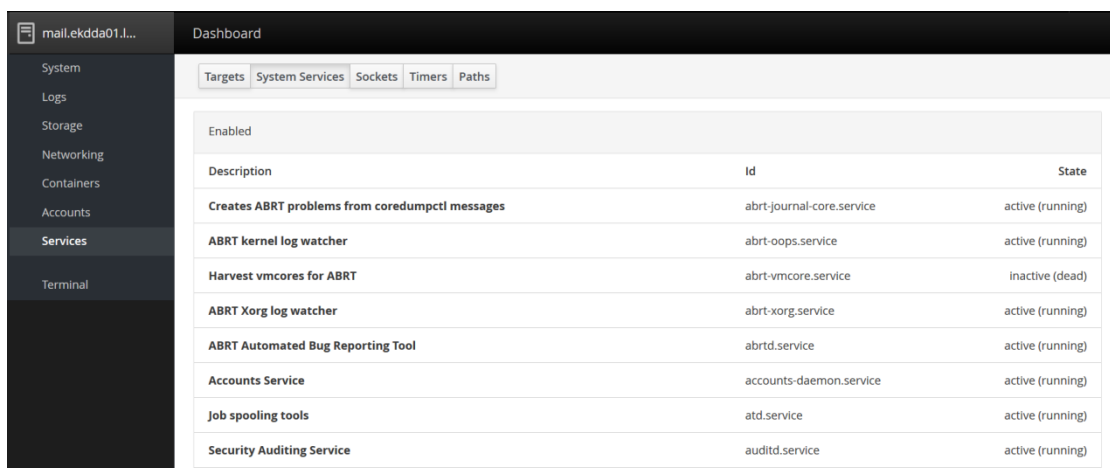 mail.ekdda01.l...
Dashboard
System
Logs
Storage
Networking
Containers
Accounts
Services
Terminal
Targets System Services Sockets Timers Paths
Enabled
Description Id State
Creates ABRT problems from coredumpctl messages abrt-journal-core.service active (running)
ABRT kernel log watcher abrt-oops.service active (running)
Harvest vmcores for ABRT abrt-vmcore.service inactive (dead)
ABRT Xorg log watcher abrt-xorg.service active (running)
ABRT Automated Bug Reporting Tool abrtd.service active (running)
Accounts Service accounts-daemon.service active (running)
Job spooling tools atd.service active (running)
Security Auditing Service auditd.service active (running)